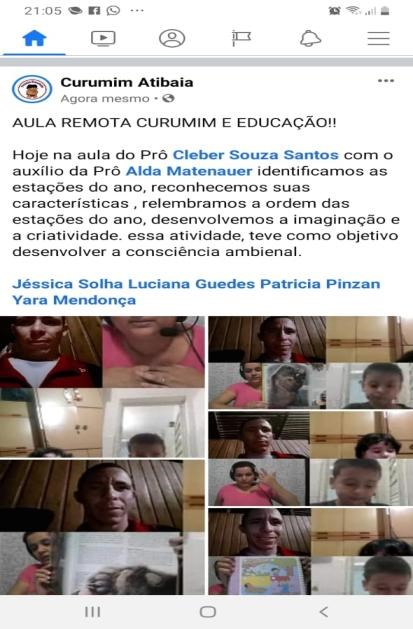 21:05
Curumim Atibaia
Agora mesmo
AULA REMOTA CURUMIM E EDUCAÇÃO!!
Hoje na aula do Prô Cleber Souza Santos com o
auxílio da Prô Alda Matenauer identificamos as
estações do ano, reconhecemos suas
características , relembramos a ordem das
estações do ano, desenvolvemos a imaginação e
a criatividade. essa atividade, teve como objetivo
desenvolver a consciência ambienal.
Jéssica Solha Luciana Guedes Patricia Pinzan
Yara Mendonça